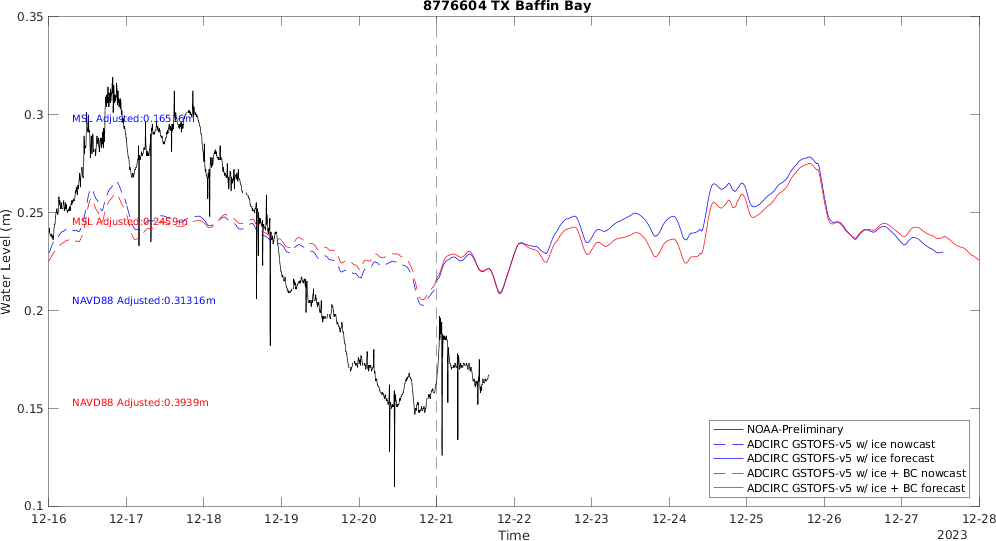 8776604 TX Baffin Bay
0.35
0.3
0.25
0.2
0.15
0.1
Water Level (m)
MSL Adjusted:0.16516m
MSL Adjusted:0.2459m
NAVD88 Adjusted:0.31316m
NAVD88 Adjusted:0.3939m
NOAA-Preliminary
ADCIRC GSTOFS-v5 w/ ice nowcast
ADCIRC GSTOFS-v5 w/ ice forecast
ADCIRC GSTOFS-v5 w/ ice + BC nowcast
ADCIRC GSTOFS-v5 w/ ice + BC forecast
12-16 12-17 12-18 12-19 12-20 12-21 12-22 12-23 12-24 12-25 12-26 12-27 12-28
Time
2023